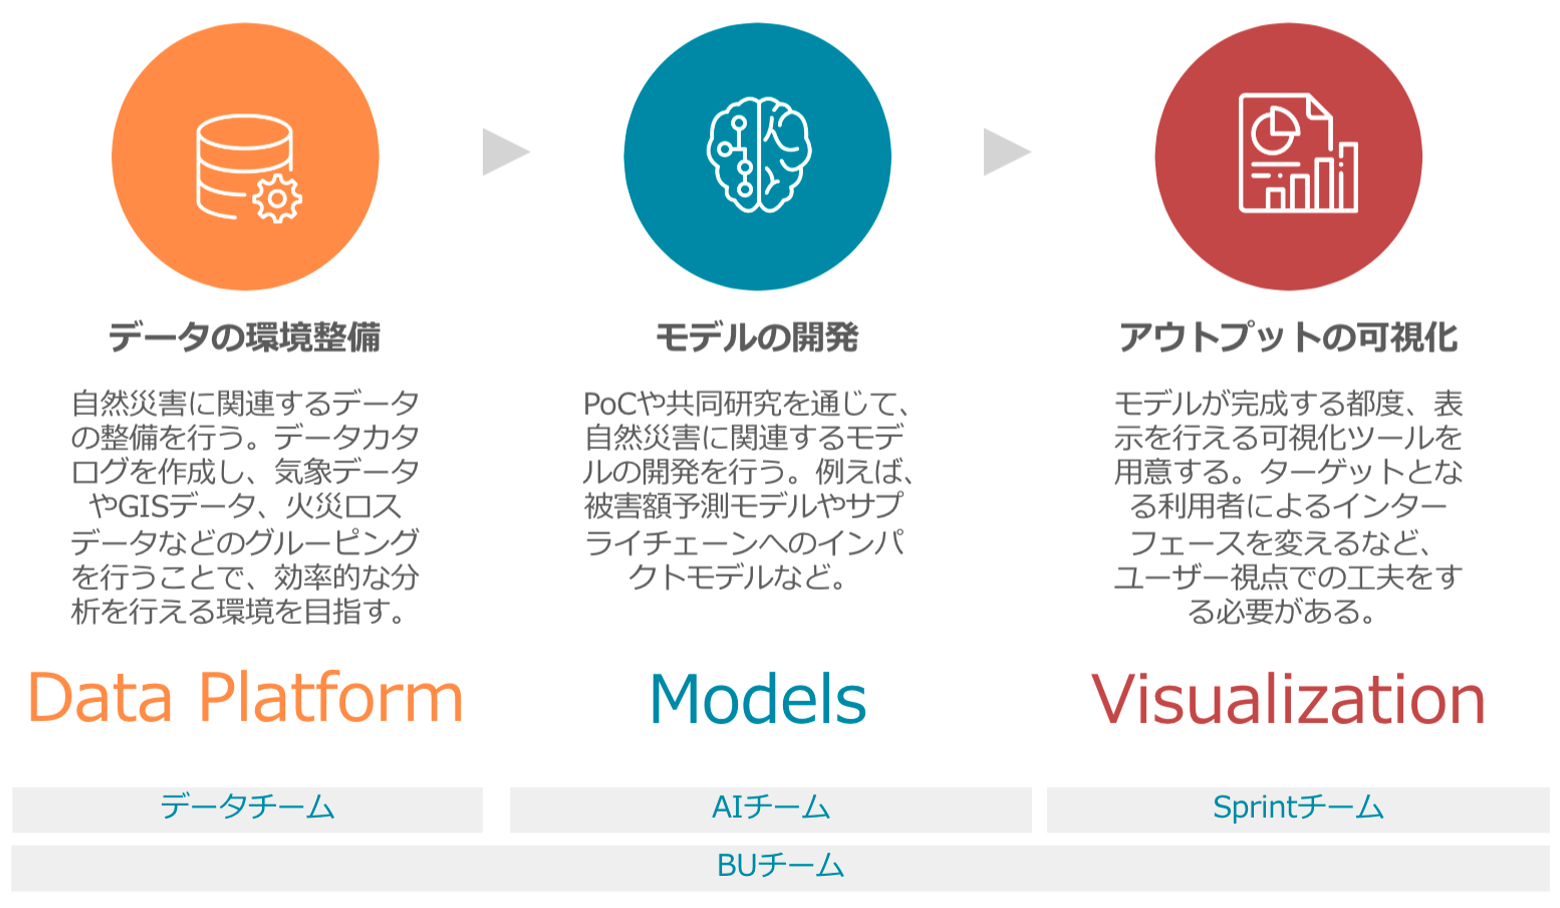 データの環境整備
自然災害に関連するデータ
の整備を行う。データカタ
ログを作成し、気象データ
やGISデータ、火災ロス
データなどのグルーピング
を行うことで、効率的な分
析を行える環境を目指す。
Data Platform
モデルの開発
PoCや共同研究を通じて、
自然災害に関連するモデ
ルの開発を行う。例えば、
被害額予測モデルやサプ
ライチェーンへのインパ
クトモデルなど。
Models
アウトプットの可視化
モデルが完成する都度、表
示を行える可視化ツールを
用意する。ターゲットとな
る利用者によるインター
フェースを変えるなど、
ユーザー視点での工夫をす
る必要がある。
Visualization
データチーム
AIチーム
Sprintチーム
BUチーム